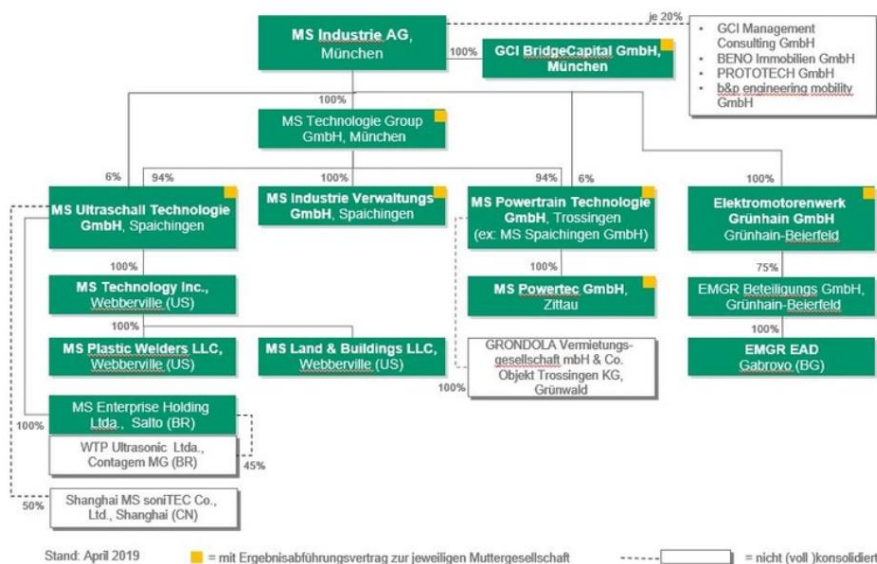 MS Industrie AG,
München
100%
GCI BridgeCapital GmbH,
München
je 20%
• GCI Management
Consulting GmbH
• BENO Immobilien GmbH
• PROTOTECH GmbH
• b&p engineering mobility
GmbH
100%
MS Technologie Group
GmbH, München
6%
94%
100%
94%
6%
100%
MS Ultraschall Technologie
GmbH, Spaichingen
MS Industrie Verwaltungs
GmbH, Spaichingen
MS Powertrain Technologie
GmbH, Trossingen
(ex: MS Spaichingen GmbH)
Elektromotorenwerk
Grünhain GmbH
Grünhain-Beierfeld
100%
100%
75%
MS Technology Inc.,
Webberville (US)
MS Powertec GmbH,
Zittau
EMGR Beteiligungs GmbH,
Grünhain-Beierfeld
100%
100%
MS Plastic Welders LLC,
Webberville (US)
MS Land & Buildings LLC,
Webberville (US)
GRONDOLA Vermietungs-
gesellschaft mbH & Co.
Objekt Trossingen KG,
Grünwald
100%
EMGR EAD
Gabrovo (BG)
100%
MS Enterprise Holding
Ltda., Salto (BR)
WTP Ultrasonic Ltda.,
Contagem MG (BR)
45%
50%
Shanghai MS soniTEC Co.,
Ltd., Shanghai (CN)
Stand: April 2019
= mit Ergebnisabführungsvertrag zur jeweiligen Muttergesellschaft
= nicht (voll )konsolidiert